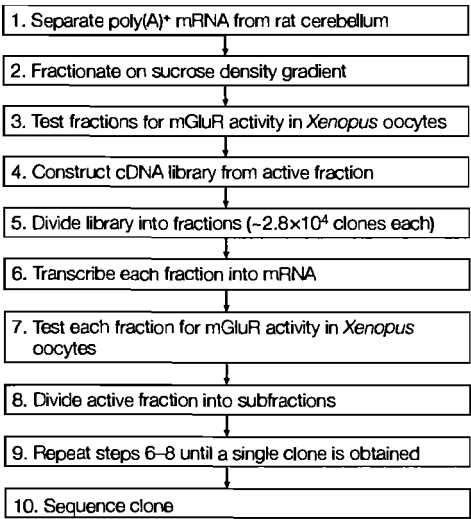 1. Separate poly(A)⁺ mRNA from rat cerebellum
2. Fractionate on sucrose density gradient
3. Test fractions for mGluR activity in Xenopus oocytes
4. Construct cDNA library from active fraction
5. Divide library into fractions (~2.8×10⁴ clones each)
6. Transcribe each fraction into mRNA
7. Test each fraction for mGluR activity in Xenopus
oocytes
8. Divide active fraction into subfractions
9. Repeat steps 6–8 until a single clone is obtained
10. Sequence clone